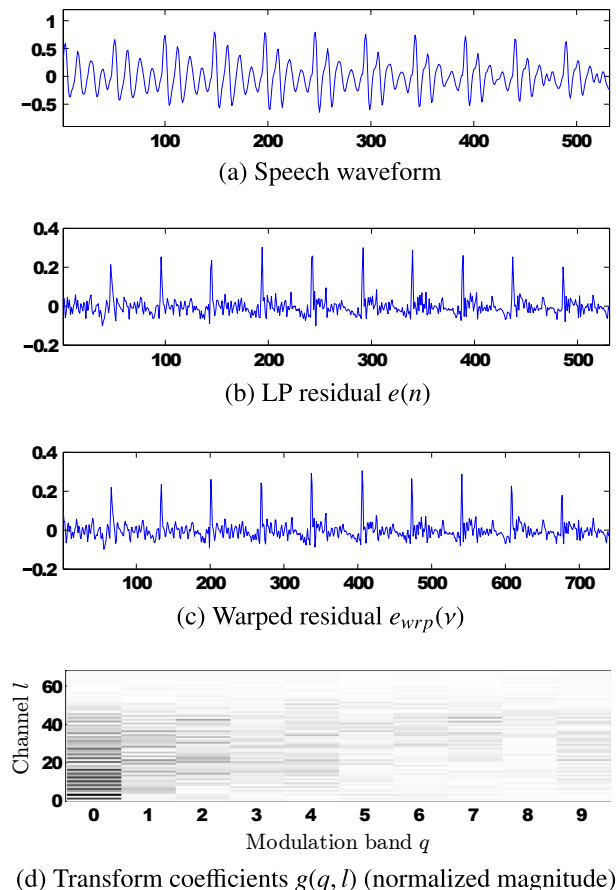 1
0.5
0
−0.5
100 200 300 400 500
(a) Speech waveform
0.4
0.2
0
−0.2
100 200 300 400 500
(b) LP residual e(n)
0.4
0.2
0
−0.2
100 200 300 400 500 600 700
(c) Warped residual e_wrp(ν)
Channel l
60
40
20
0
0 1 2 3 4 5 6 7 8 9
Modulation band q
(d) Transform coefficients g(q, l) (normalized magnitude)